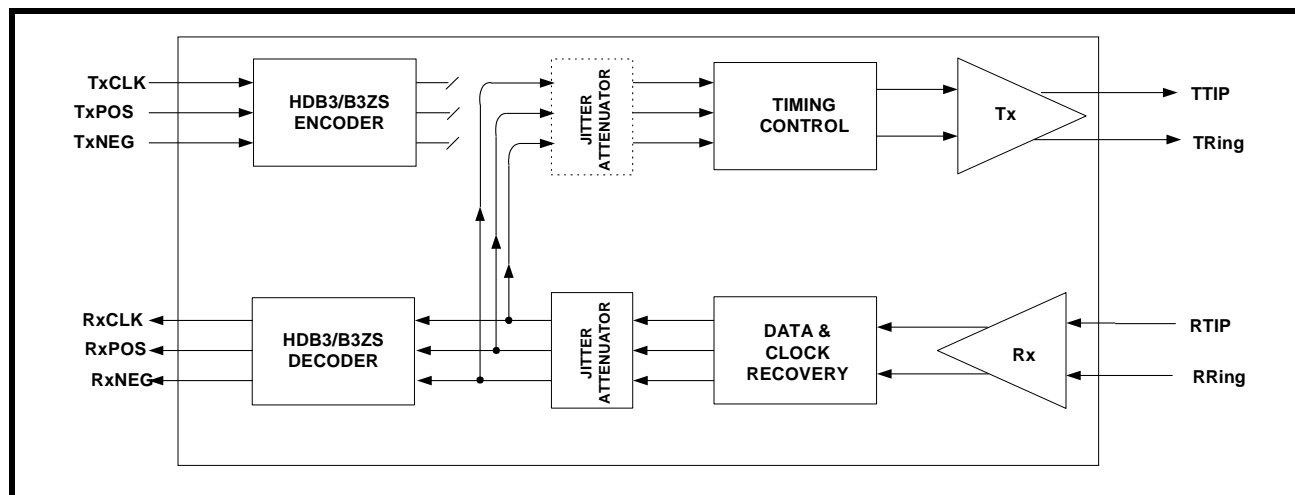 TxCLK
TxPOS
TxNEG
HDB3/B3ZS
ENCODER
JITTER
ATTENUATOR
TIMING
CONTROL
Tx
TTIP
TRing
RxCLK
RxPOS
RxNEG
HDB3/B3ZS
DECODER
JITTER
ATTENUATOR
DATA &
CLOCK
RECOVERY
Rx
RTIP
RRing